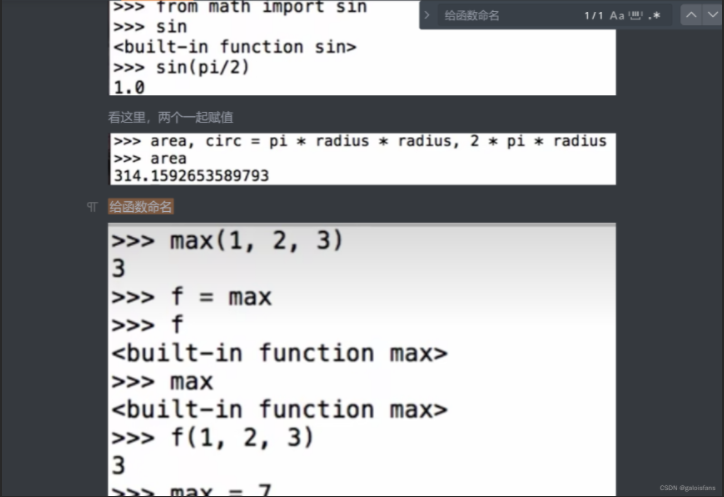 >>> from math import sin
给函数命名
1/1
Aa
.*
>>> sin
<built-in function sin>
>>> sin(pi/2)
1.0
看这里，两个一起赋值
>>> area, circ = pi * radius * radius, 2 * pi * radius
>>> area
314.1592653589793
给函数命名
>>> max(1, 2, 3)
3
>>> f = max
>>> f
<built-in function max>
>>> max
<built-in function max>
>>> f(1, 2, 3)
3
>>> max = 7